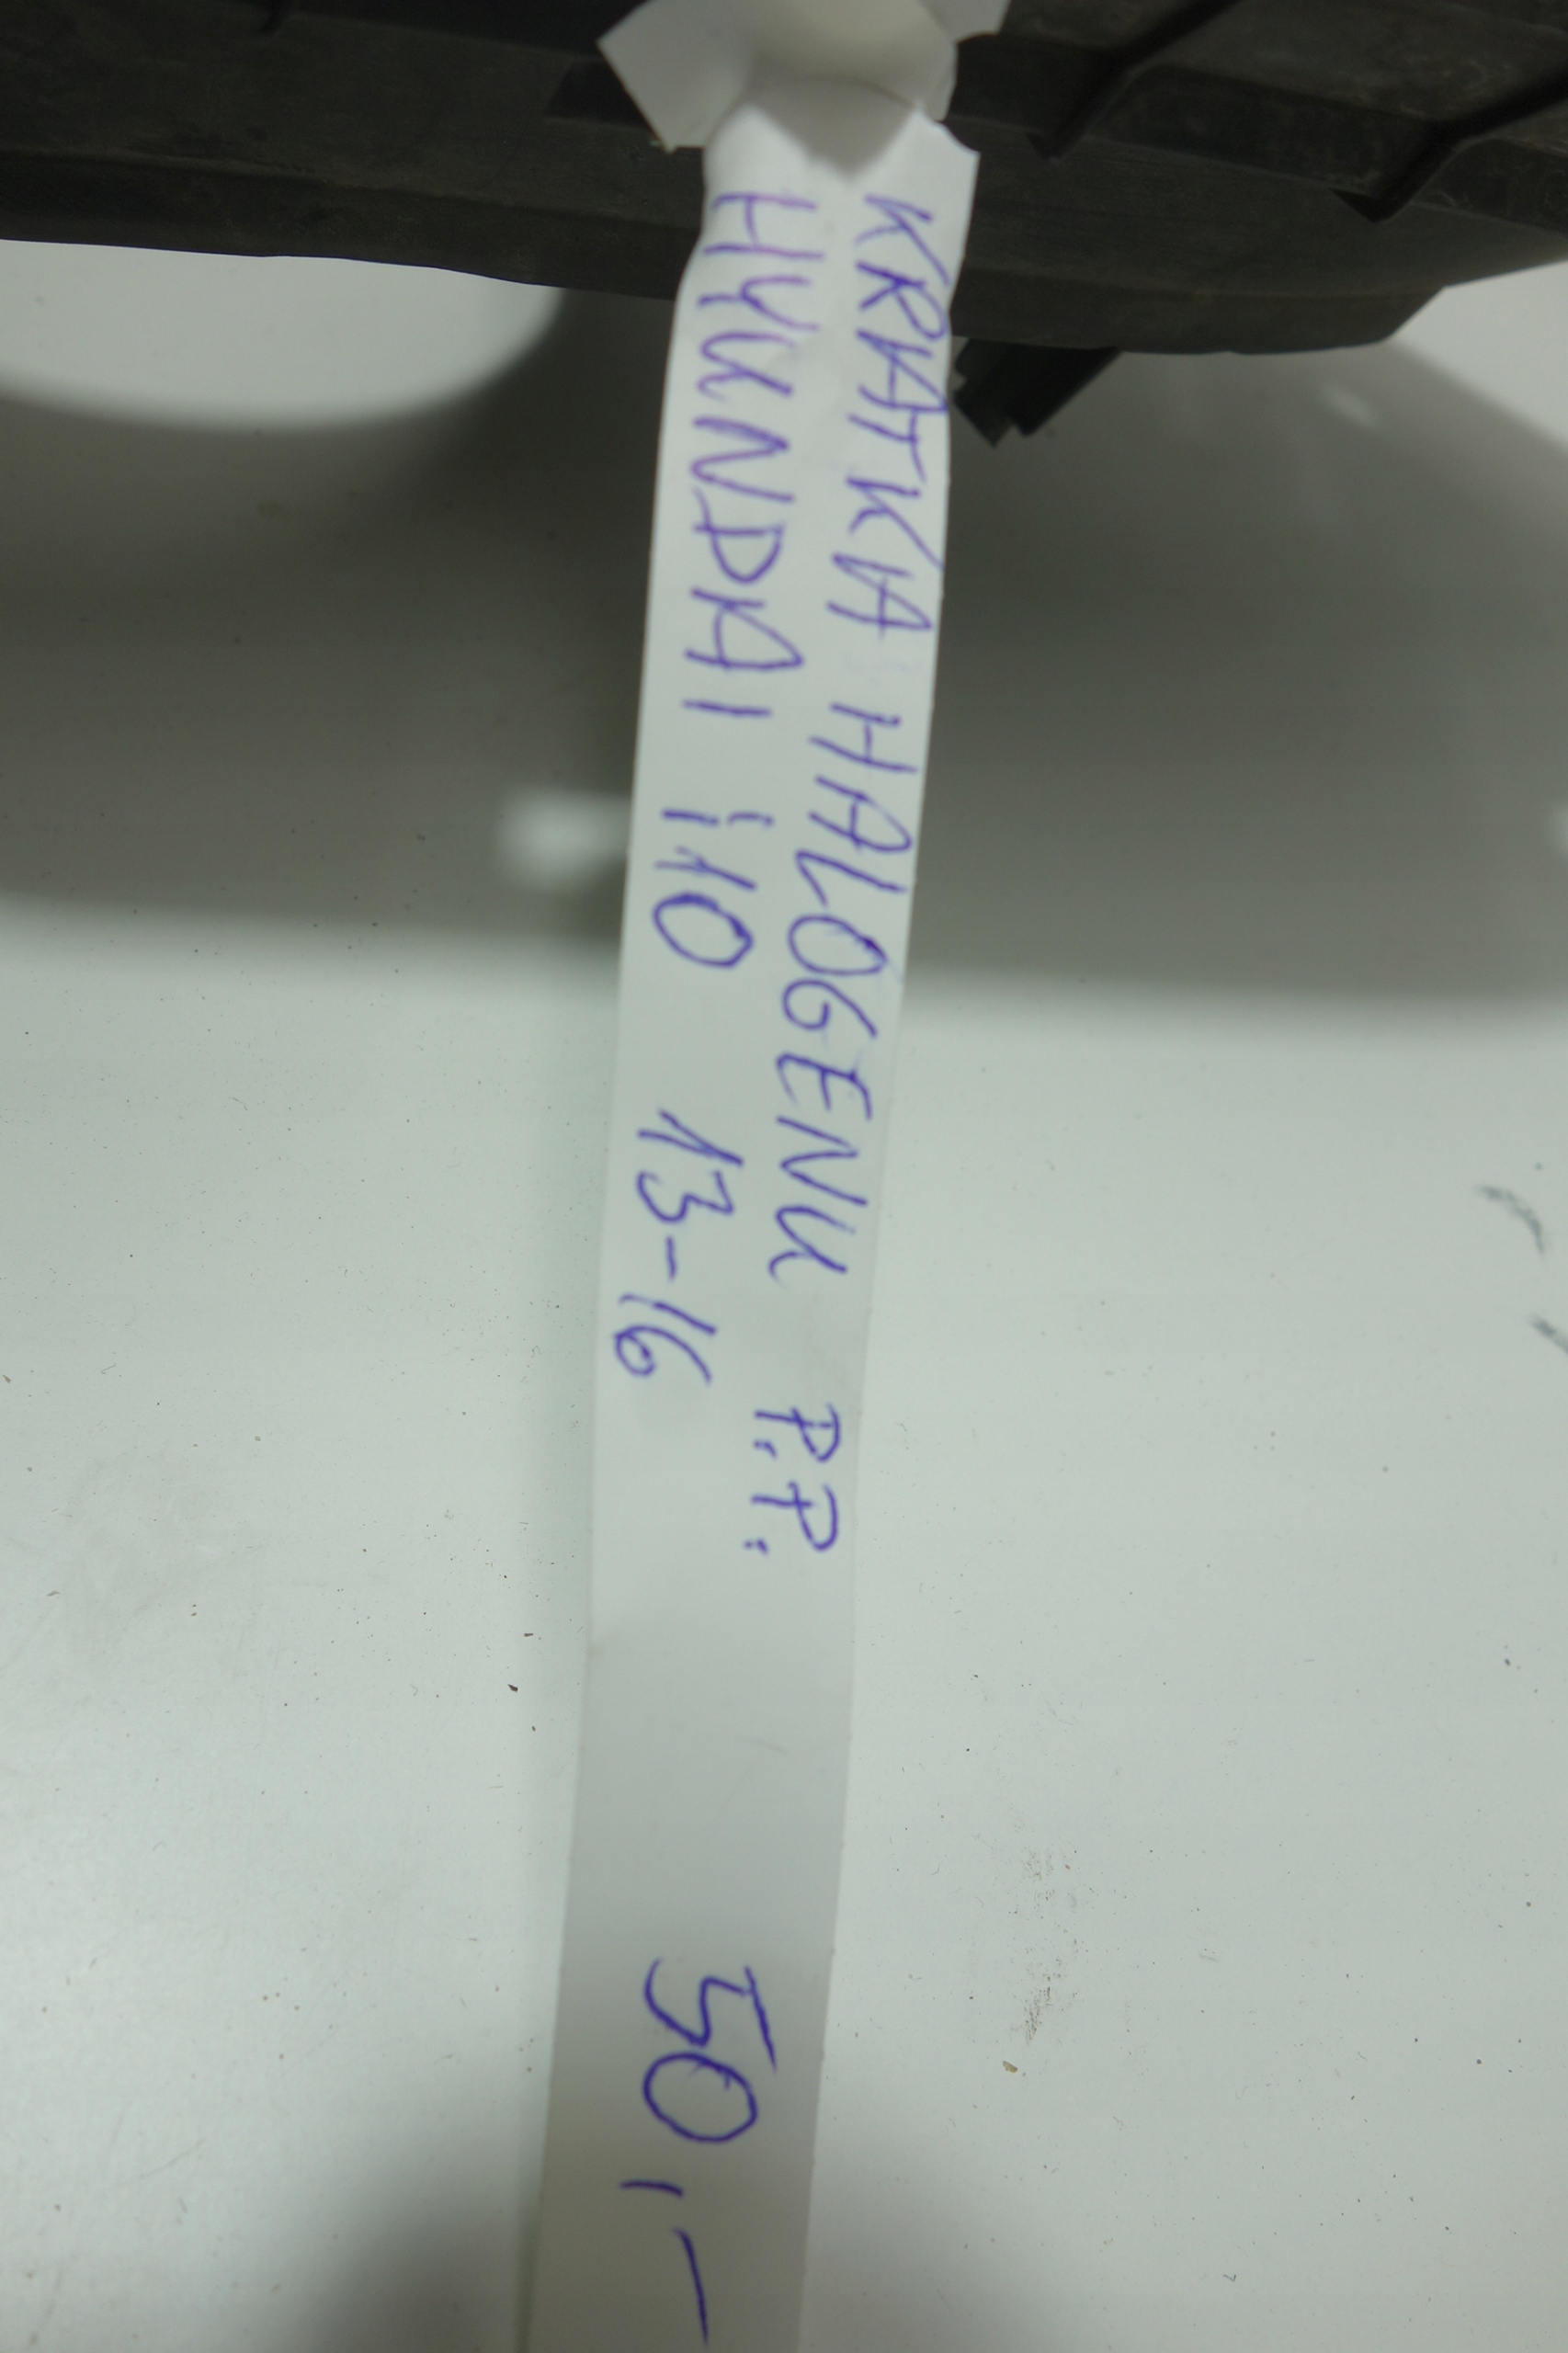 KRATKA HALOGENU P.P.
HYUNDAI i10 13-16
50,-